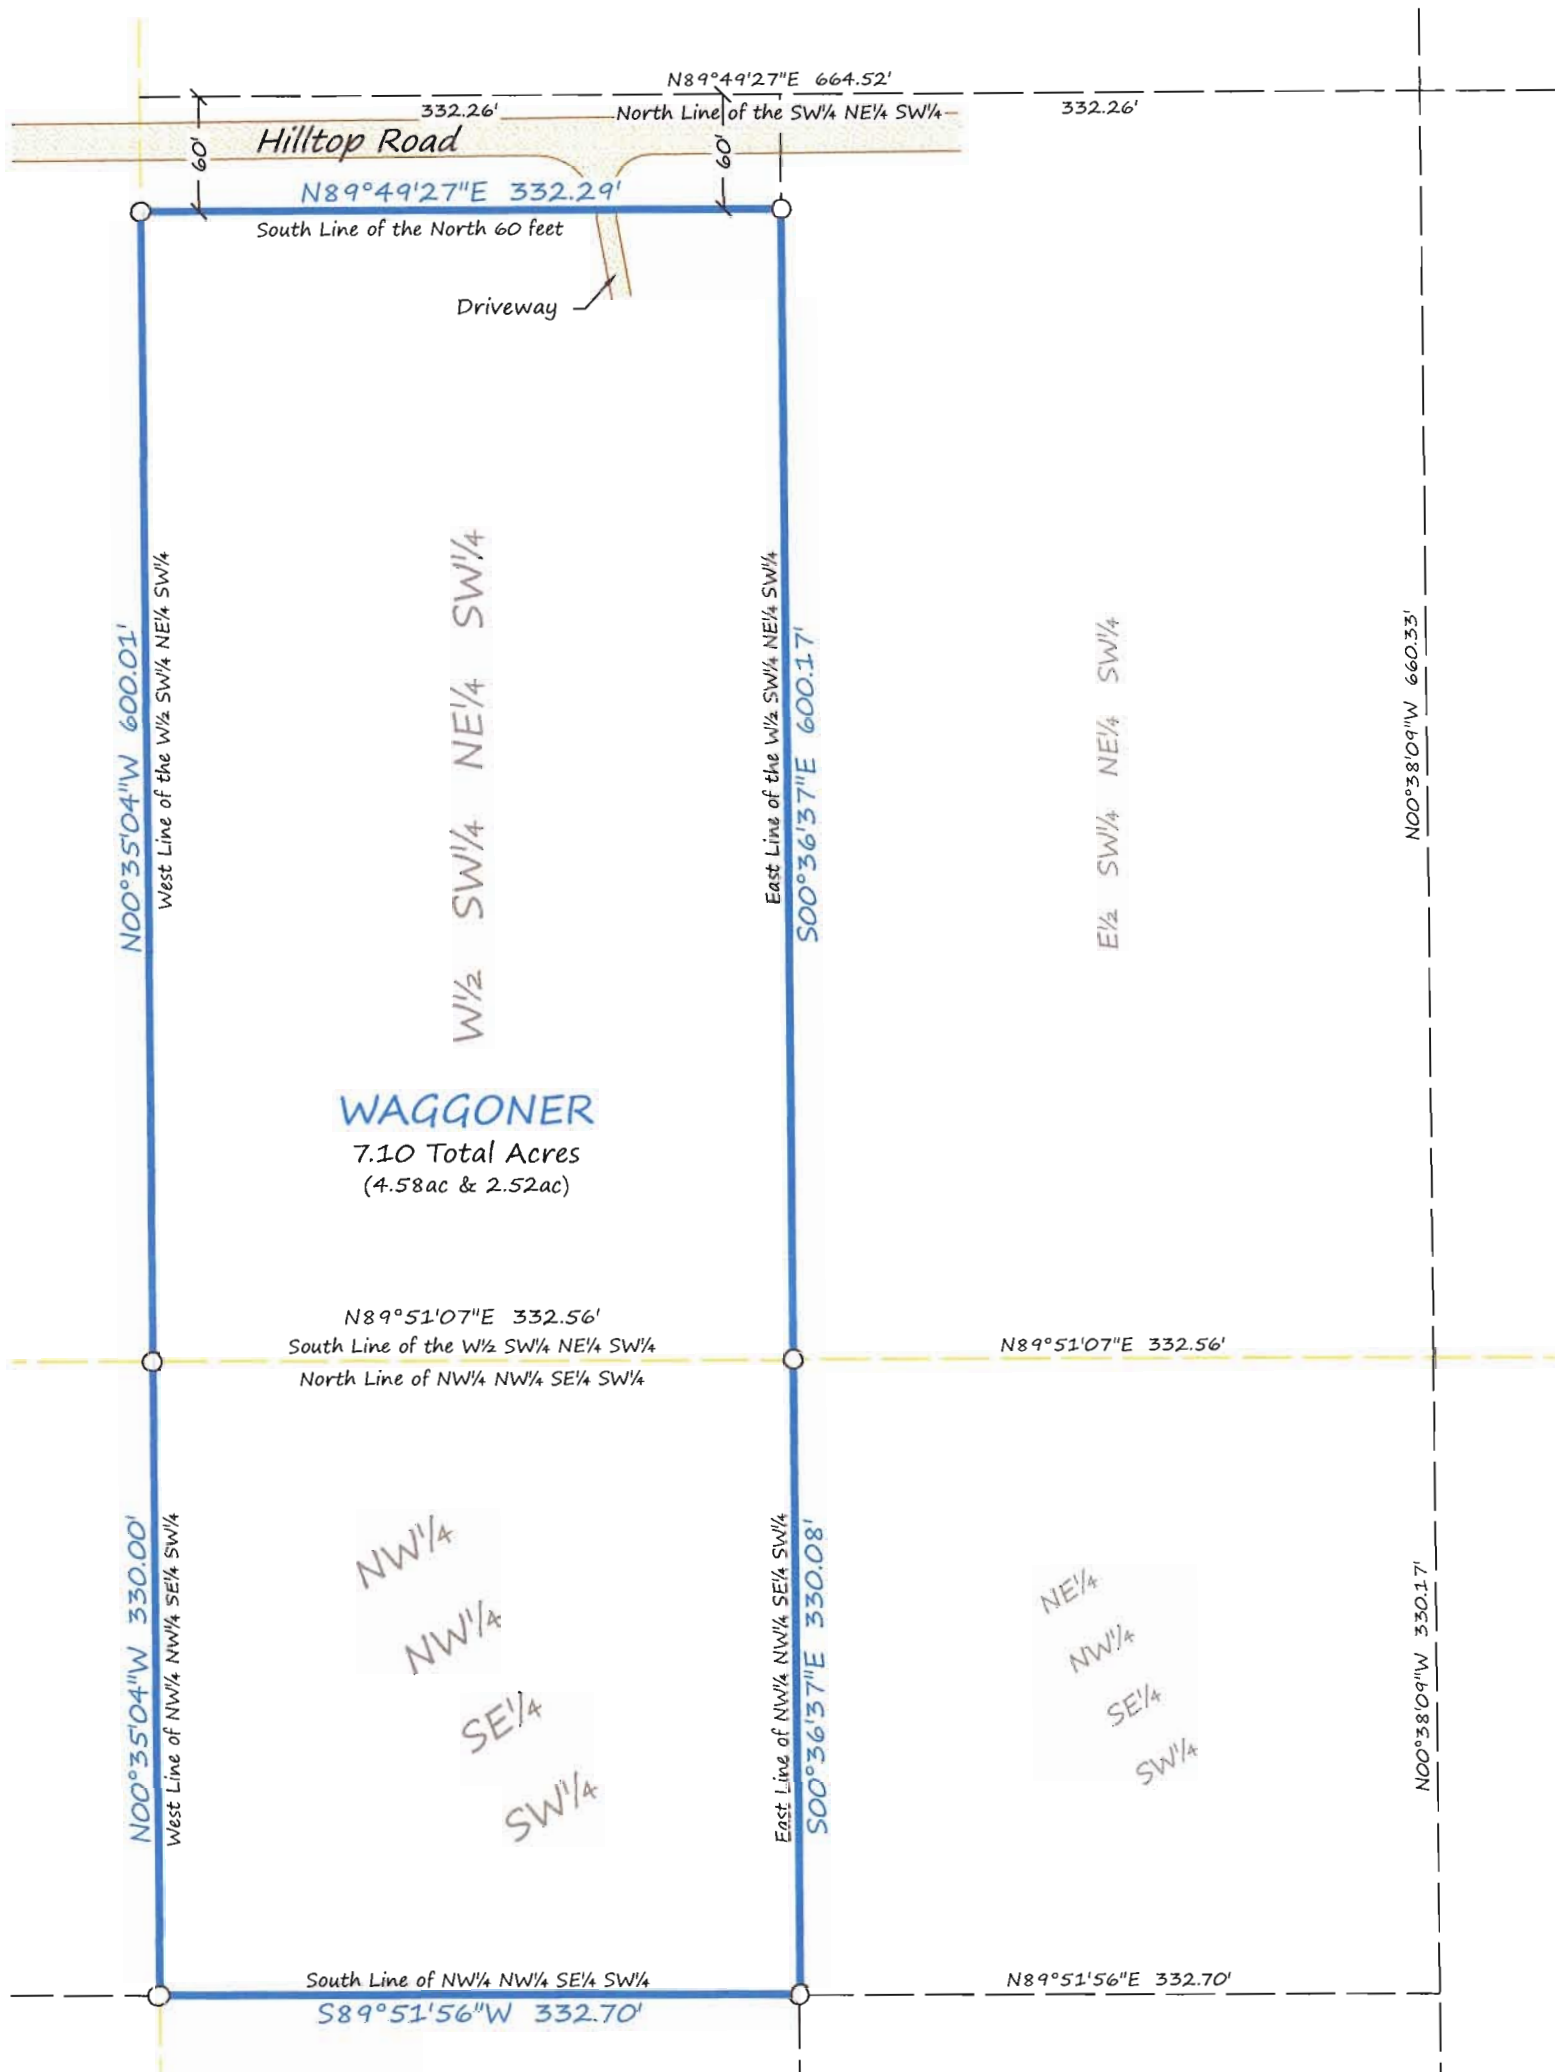 N89°49'27"E 664.52'
332.26'
North Line of the SW¼ NE¼ SW¼
332.26'
Hilltop Road
60'
60'
N89°49'27"E 332.29'
South Line of the North 60 feet
Driveway
N00°35'04"W 600.01'
West Line of the W½ SW¼ NE¼ SW¼
W½ SW¼ NE¼ SW¼
East Line of the W½ SW¼ NE¼ SW¼
S00°36'37"E 600.17'
E½ SW¼ NE¼ SW¼
N00°38'09"W 660.33'
WAGGONER
7.10 Total Acres
(4.58ac & 2.52ac)
N89°51'07"E 332.56'
South Line of the W½ SW¼ NE¼ SW¼
N89°51'07"E 332.56'
North Line of NW¼ NW¼ SE¼ SW¼
N00°35'04"W 330.00'
West Line of NW¼ NW¼ SE¼ SW¼
NW¼
NW¼
SE¼
SW¼
East Line of NW¼ NW¼ SE¼ SW¼
S00°36'37"E 330.08'
NE¼
NW¼
SE¼
SW¼
N00°38'09"W 330.17'
South Line of NW¼ NW¼ SE¼ SW¼
S89°51'56"W 332.70'
N89°51'56"E 332.70'